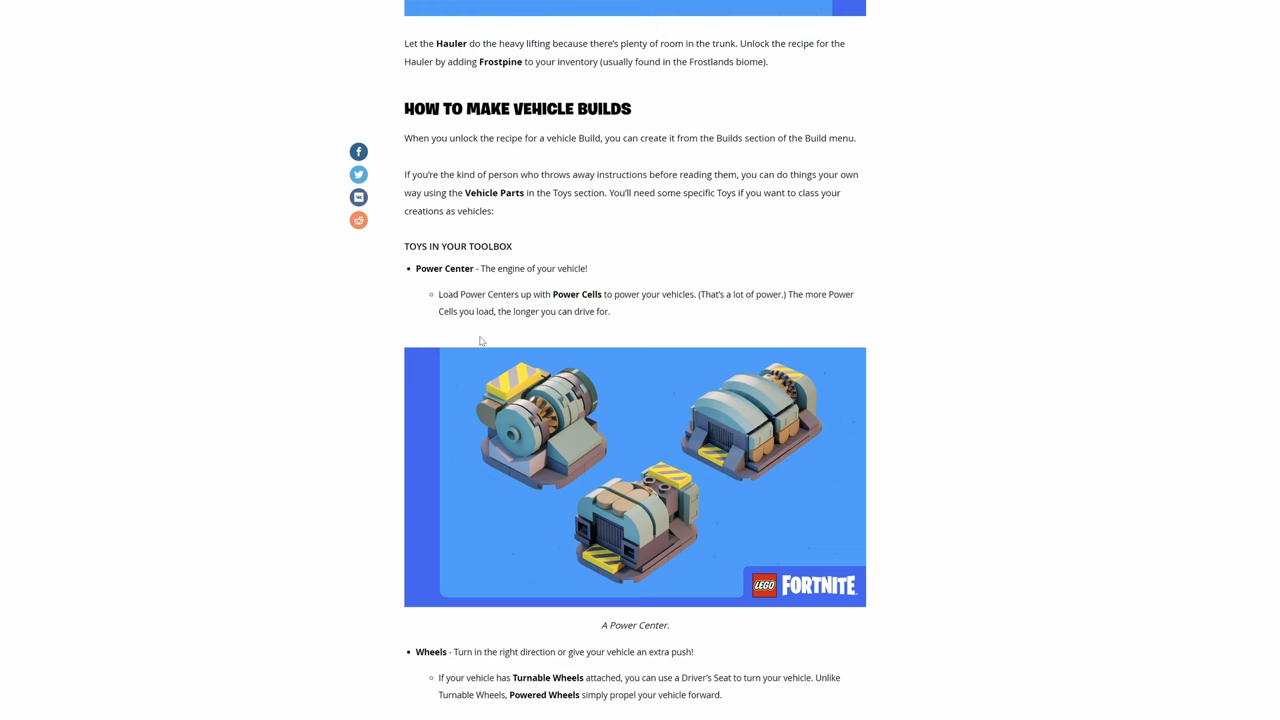 Let the Hauler do the heavy lifting because there's plenty of room in the trunk. Unlock the recipe for the
Hauler by adding Frostpine to your inventory (usually found in the Frostlands biome).
HOW TO MAKE VEHICLE BUILDS
When you unlock the recipe for a vehicle Build, you can create it from the Builds section of the Build menu.
If you're the kind of person who throws away instructions before reading them, you can do things your own
way using the Vehicle Parts in the Toys section. You'll need some specific Toys if you want to class your
creations as vehicles:
TOYS IN YOUR TOOLBOX
• Power Center - The engine of your vehicle!
○ Load Power Centers up with Power Cells to power your vehicles. (That's a lot of power.) The more Power
Cells you load, the longer you can drive for.
LEGO FORTNITE
A Power Center.
• Wheels - Turn in the right direction or give your vehicle an extra push!
○ If your vehicle has Turnable Wheels attached, you can use a Driver's Seat to turn your vehicle. Unlike
Turnable Wheels, Powered Wheels simply propel your vehicle forward.